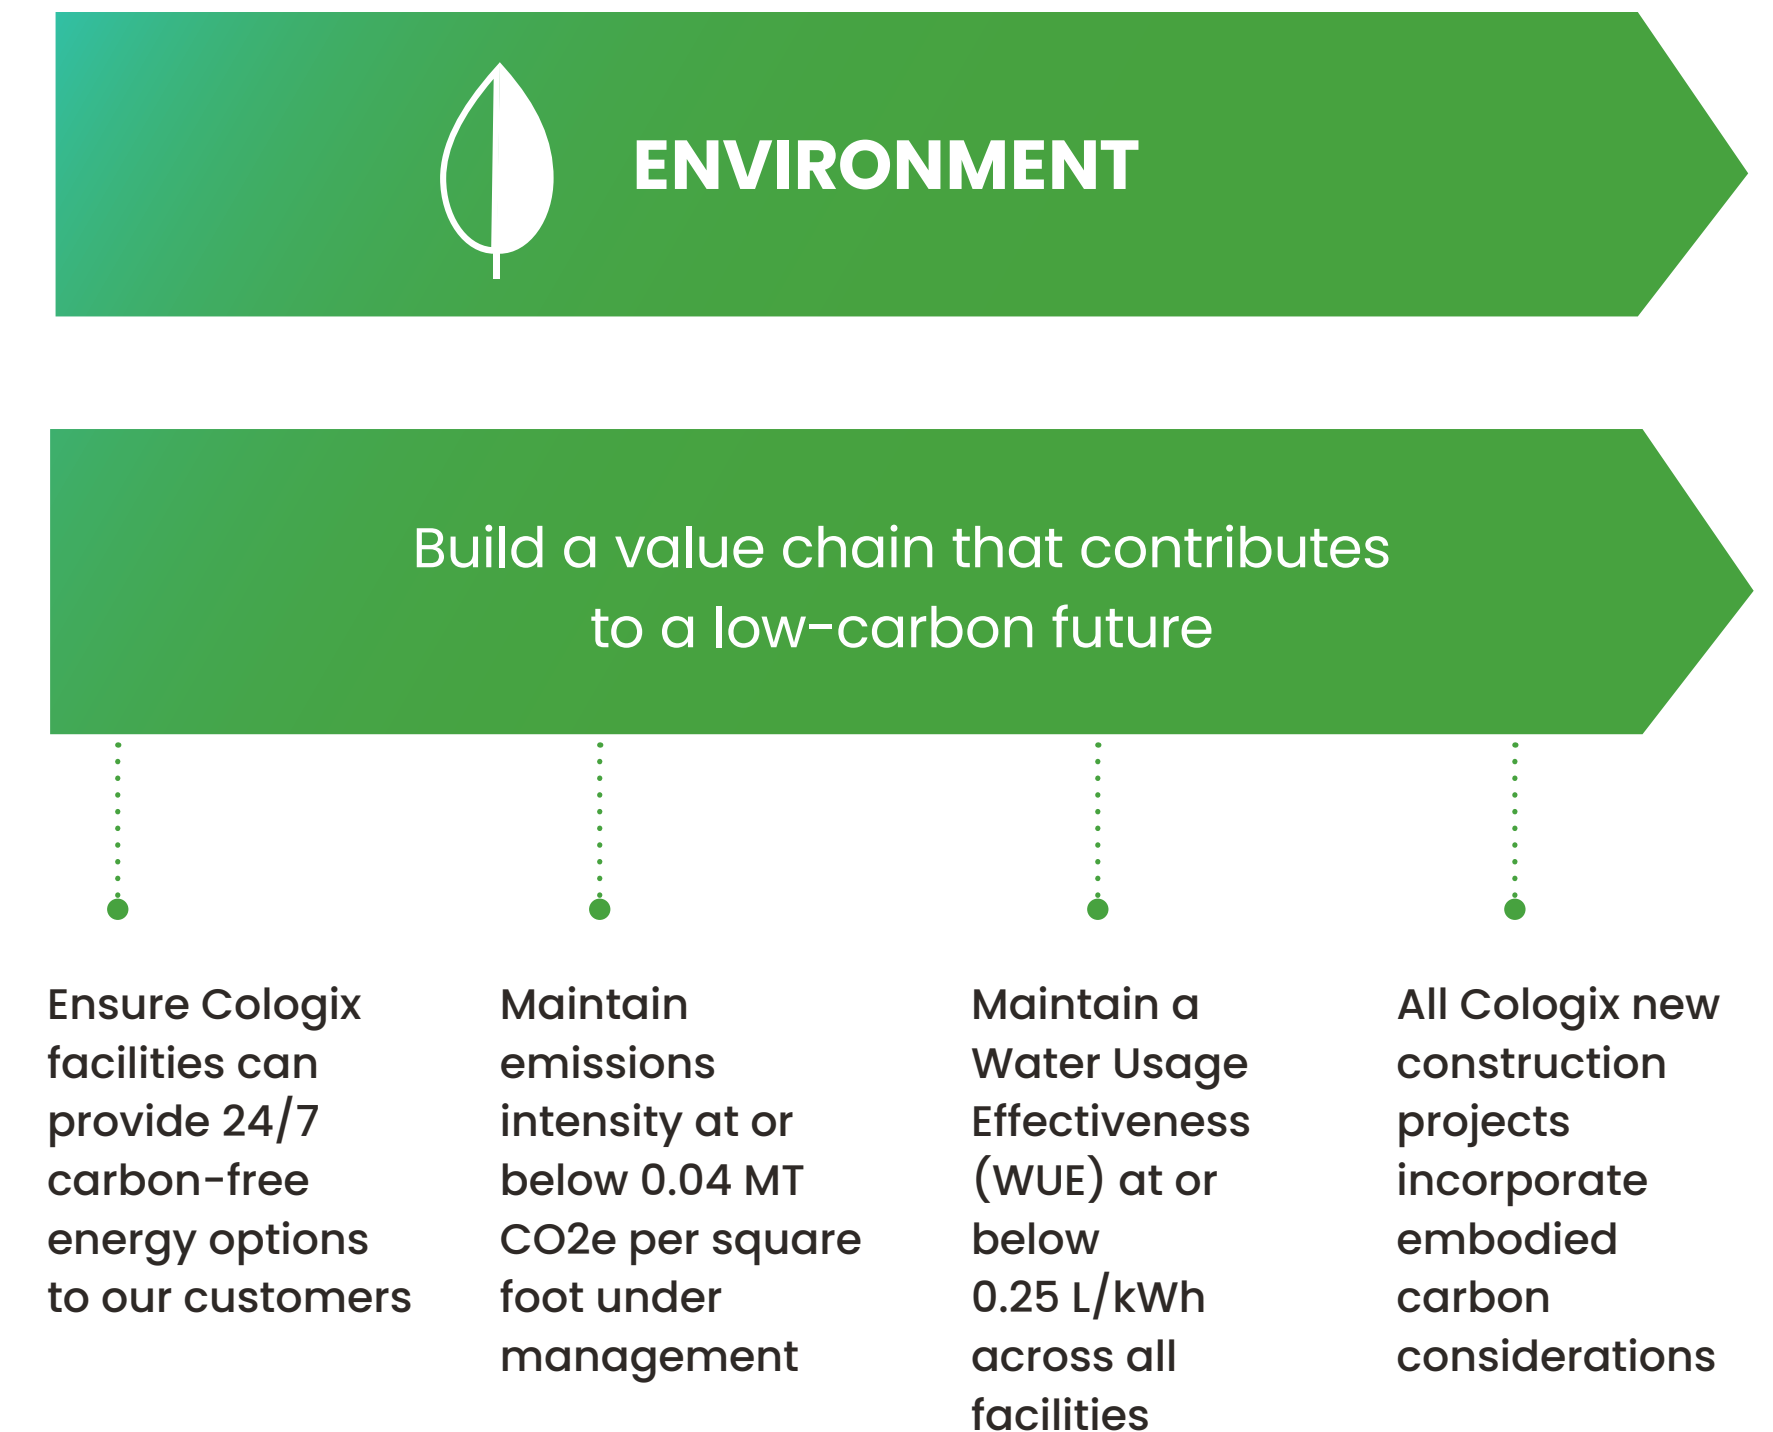 ENVIRONMENT
Build a value chain that contributes
to a low-carbon future
Ensure Cologix
facilities can
provide 24/7
carbon-free
energy options
to our customers
Maintain
emissions
intensity at or
below 0.04 MT
CO2e per square
foot under
management
Maintain a
Water Usage
Effectiveness
(WUE) at or
below
0.25 L/kWh
across all
facilities
All Cologix new
construction
projects
incorporate
embodied
carbon
considerations